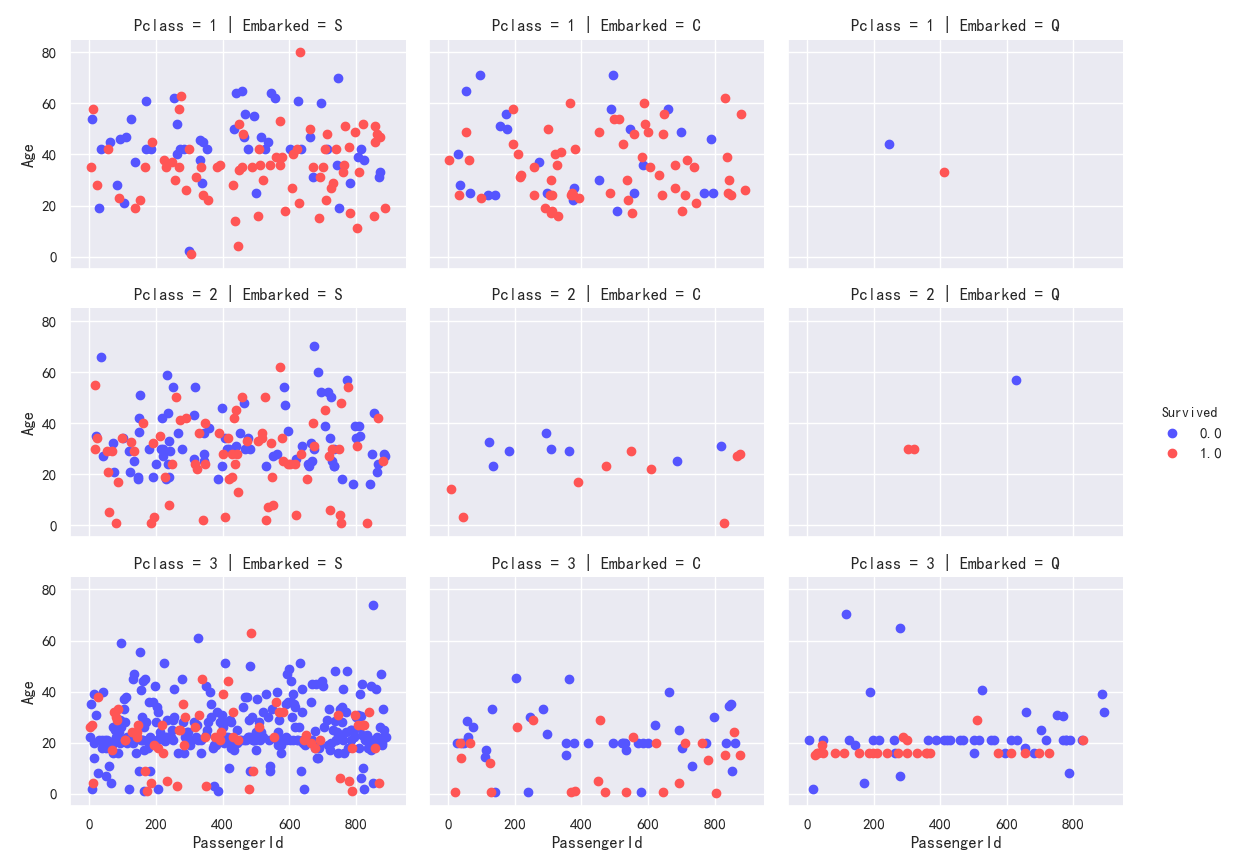 Pclass = 1 | Embarked = S
Pclass = 1 | Embarked = C
Pclass = 1 | Embarked = Q
80
60
40
20
0
Age
Pclass = 2 | Embarked = S
Pclass = 2 | Embarked = C
Pclass = 2 | Embarked = Q
80
60
40
20
0
Age
Survived
0.0
1.0
Pclass = 3 | Embarked = S
Pclass = 3 | Embarked = C
Pclass = 3 | Embarked = Q
80
60
40
20
0
Age
0 200 400 600 800
0 200 400 600 800
0 200 400 600 800
PassengerId
PassengerId
PassengerId